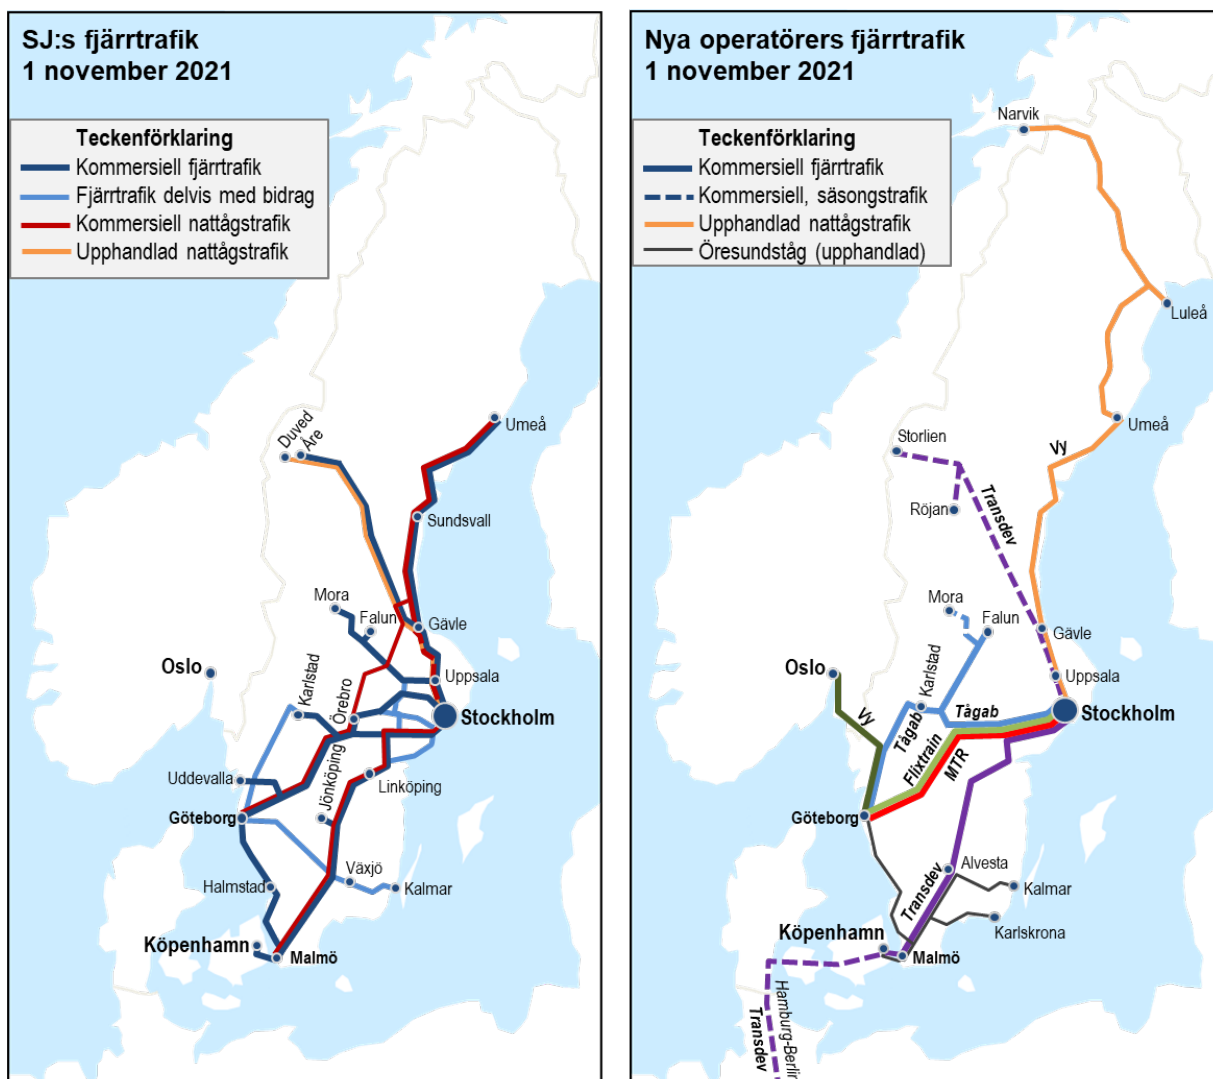 SJ:s fjärrtrafik
1 november 2021
Teckenförklaring
Kommersiell fjärrtrafik
Fjärrtrafik delvis med bidrag
Kommersiell nattågstrafik
Upphandlad nattågstrafik
Duved
Åre
Umeå
Sundsvall
Mora
Falun
Gävle
Oslo
Karlstad
Örebro
Uppsala
Stockholm
Uddevalla
Jönköping
Linköping
Göteborg
Växjö
Halmstad
Kalmar
Köpenhamn
Malmö
Nya operatörers fjärrtrafik
1 november 2021
Teckenförklaring
Kommersiell fjärrtrafik
Kommersiell, säsongstrafik
Upphandlad nattågstrafik
Öresundståg (upphandlad)
Narvik
Luleå
Umeå
Vy
Storlien
Röjan
Transdev
Mora
Falun
Gävle
Oslo
Karlstad
Uppsala
Vy
Tågab
Tågab
Stockholm
Flixtrain
MTR
Göteborg
Alvesta
Transdev
Kalmar
Karlskrona
Köpenhamn
Malmö
Hamburg-Berlin
Transdev